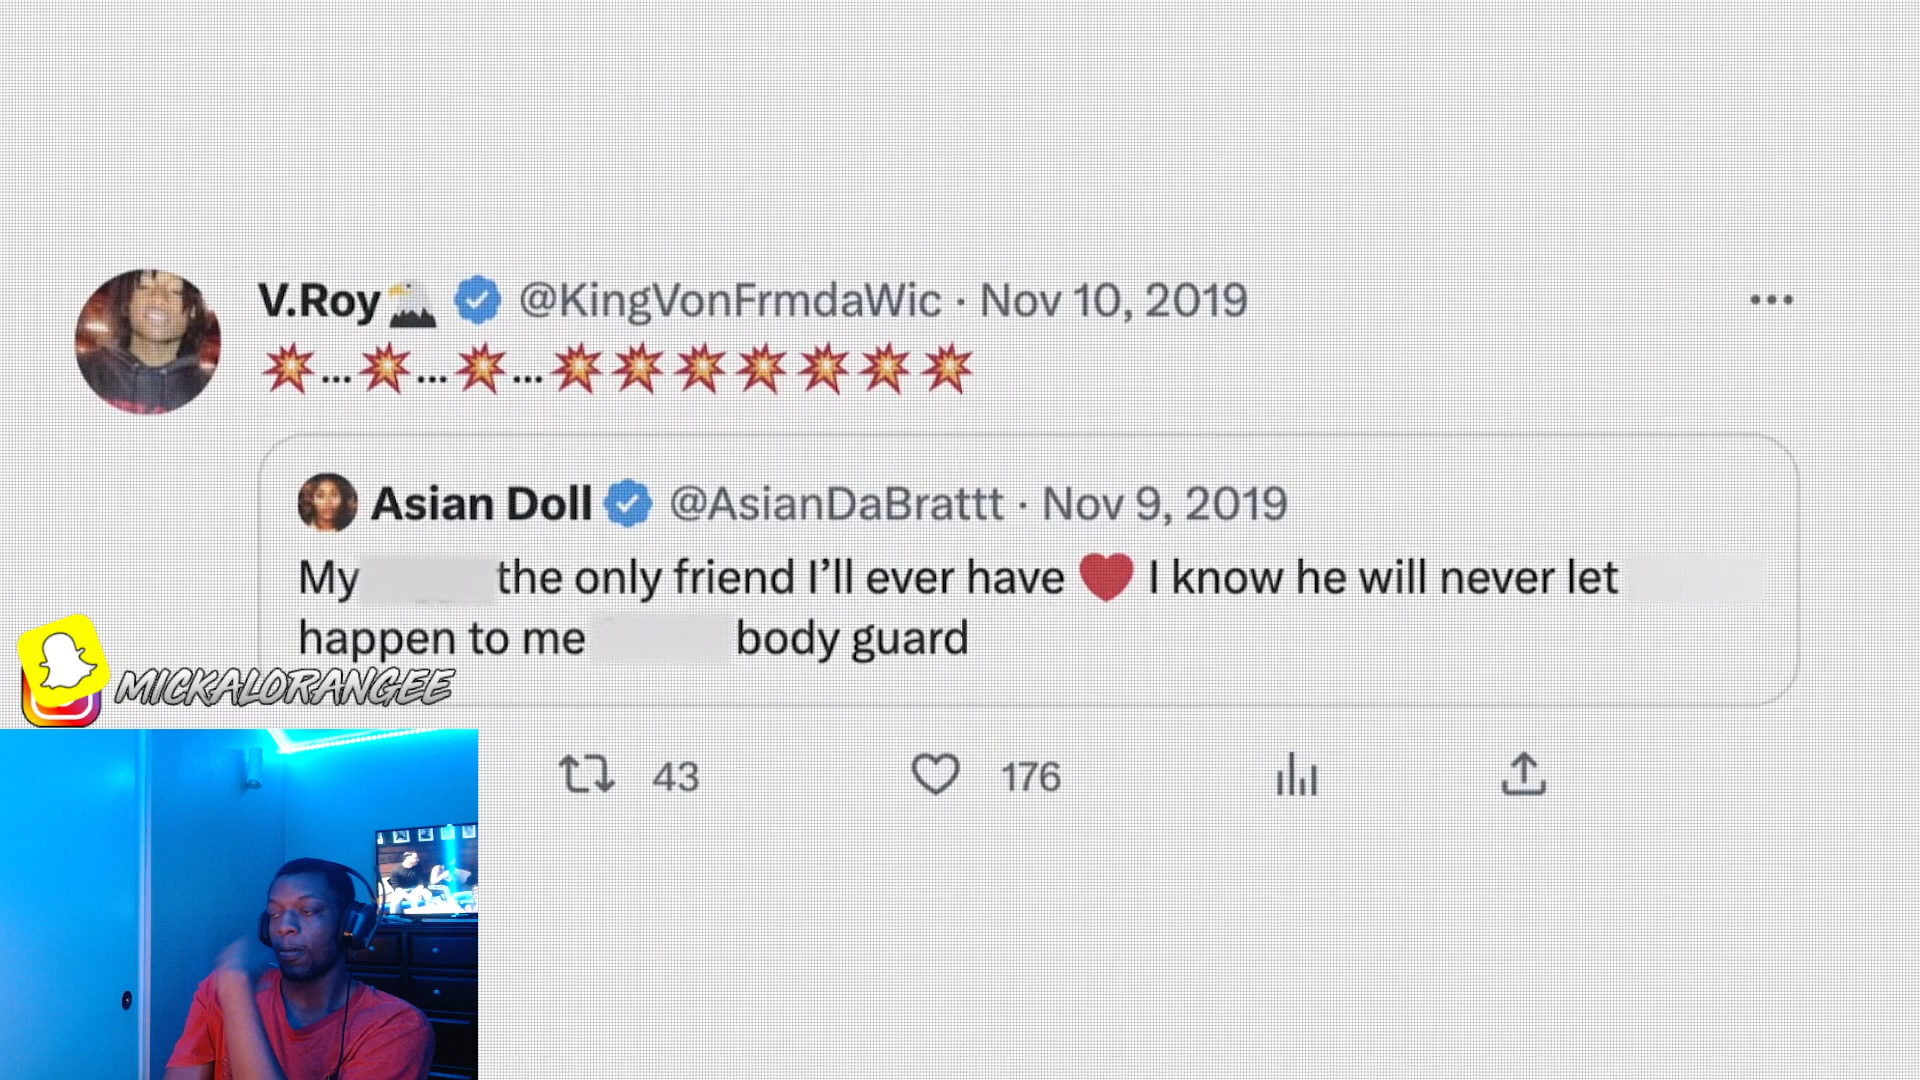 V.Roy @KingVonFrmdaWic · Nov 10, 2019
💥...💥...💥...💥💥💥💥💥💥💥
Asian Doll @AsianDaBrattt · Nov 9, 2019
My the only friend I'll ever have ❤️ I know he will never let
happen to me body guard
MICKALORANGEE
43 176